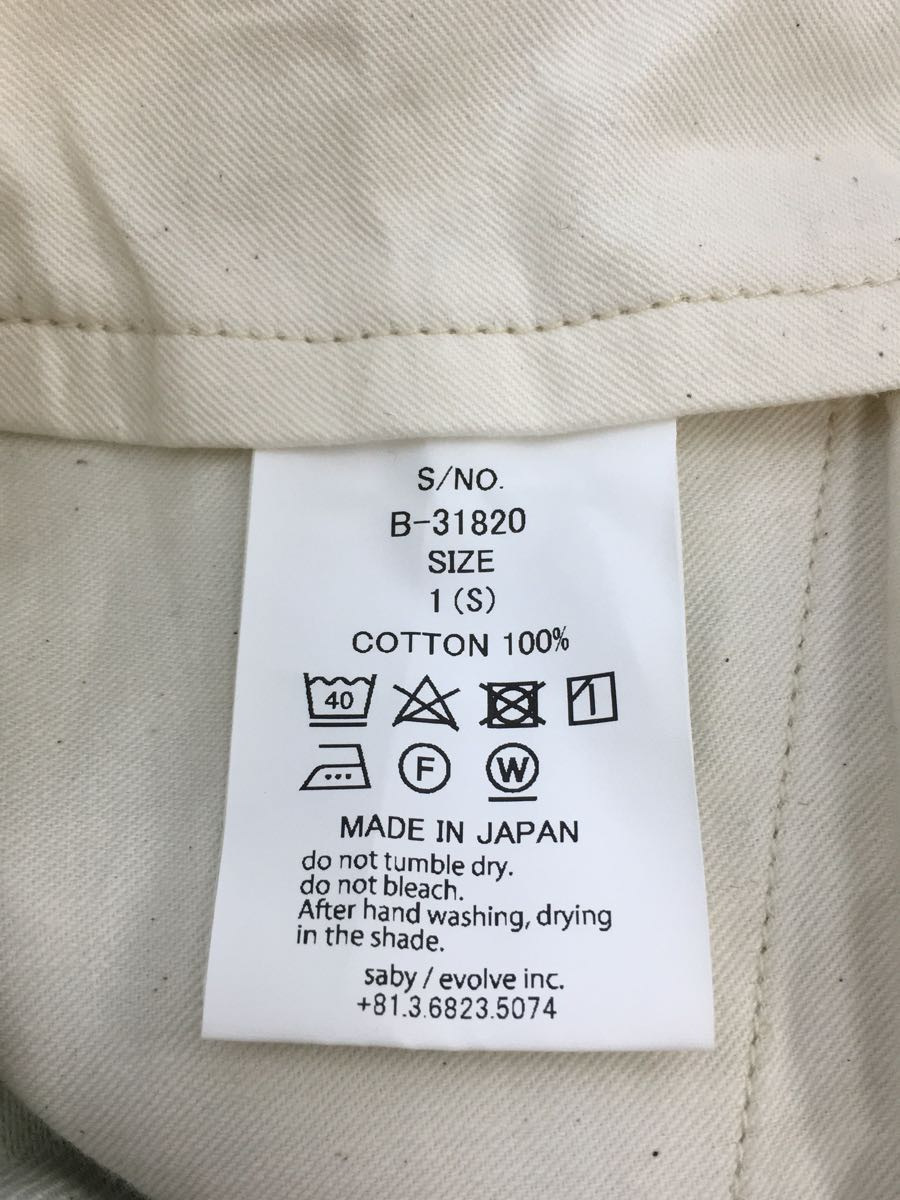 S/NO.
B-31820
SIZE
1 (S)
COTTON 100%
40
F W
MADE IN JAPAN
do not tumble dry.
do not bleach.
After hand washing, drying
in the shade.
saby / evolve inc.
+81.3.6823.5074